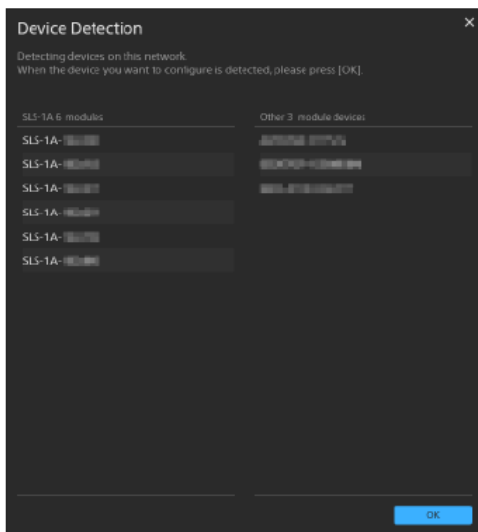 Device Detection
Detecting devices on this network.
When the device you want to configure is detected, please press [OK].
SLS-1A 6 modules
SLS-1A-
SLS-1A-
SLS-1A-
SLS-1A-
SLS-1A-
SLS-1A-
Other 3 module devices
OK